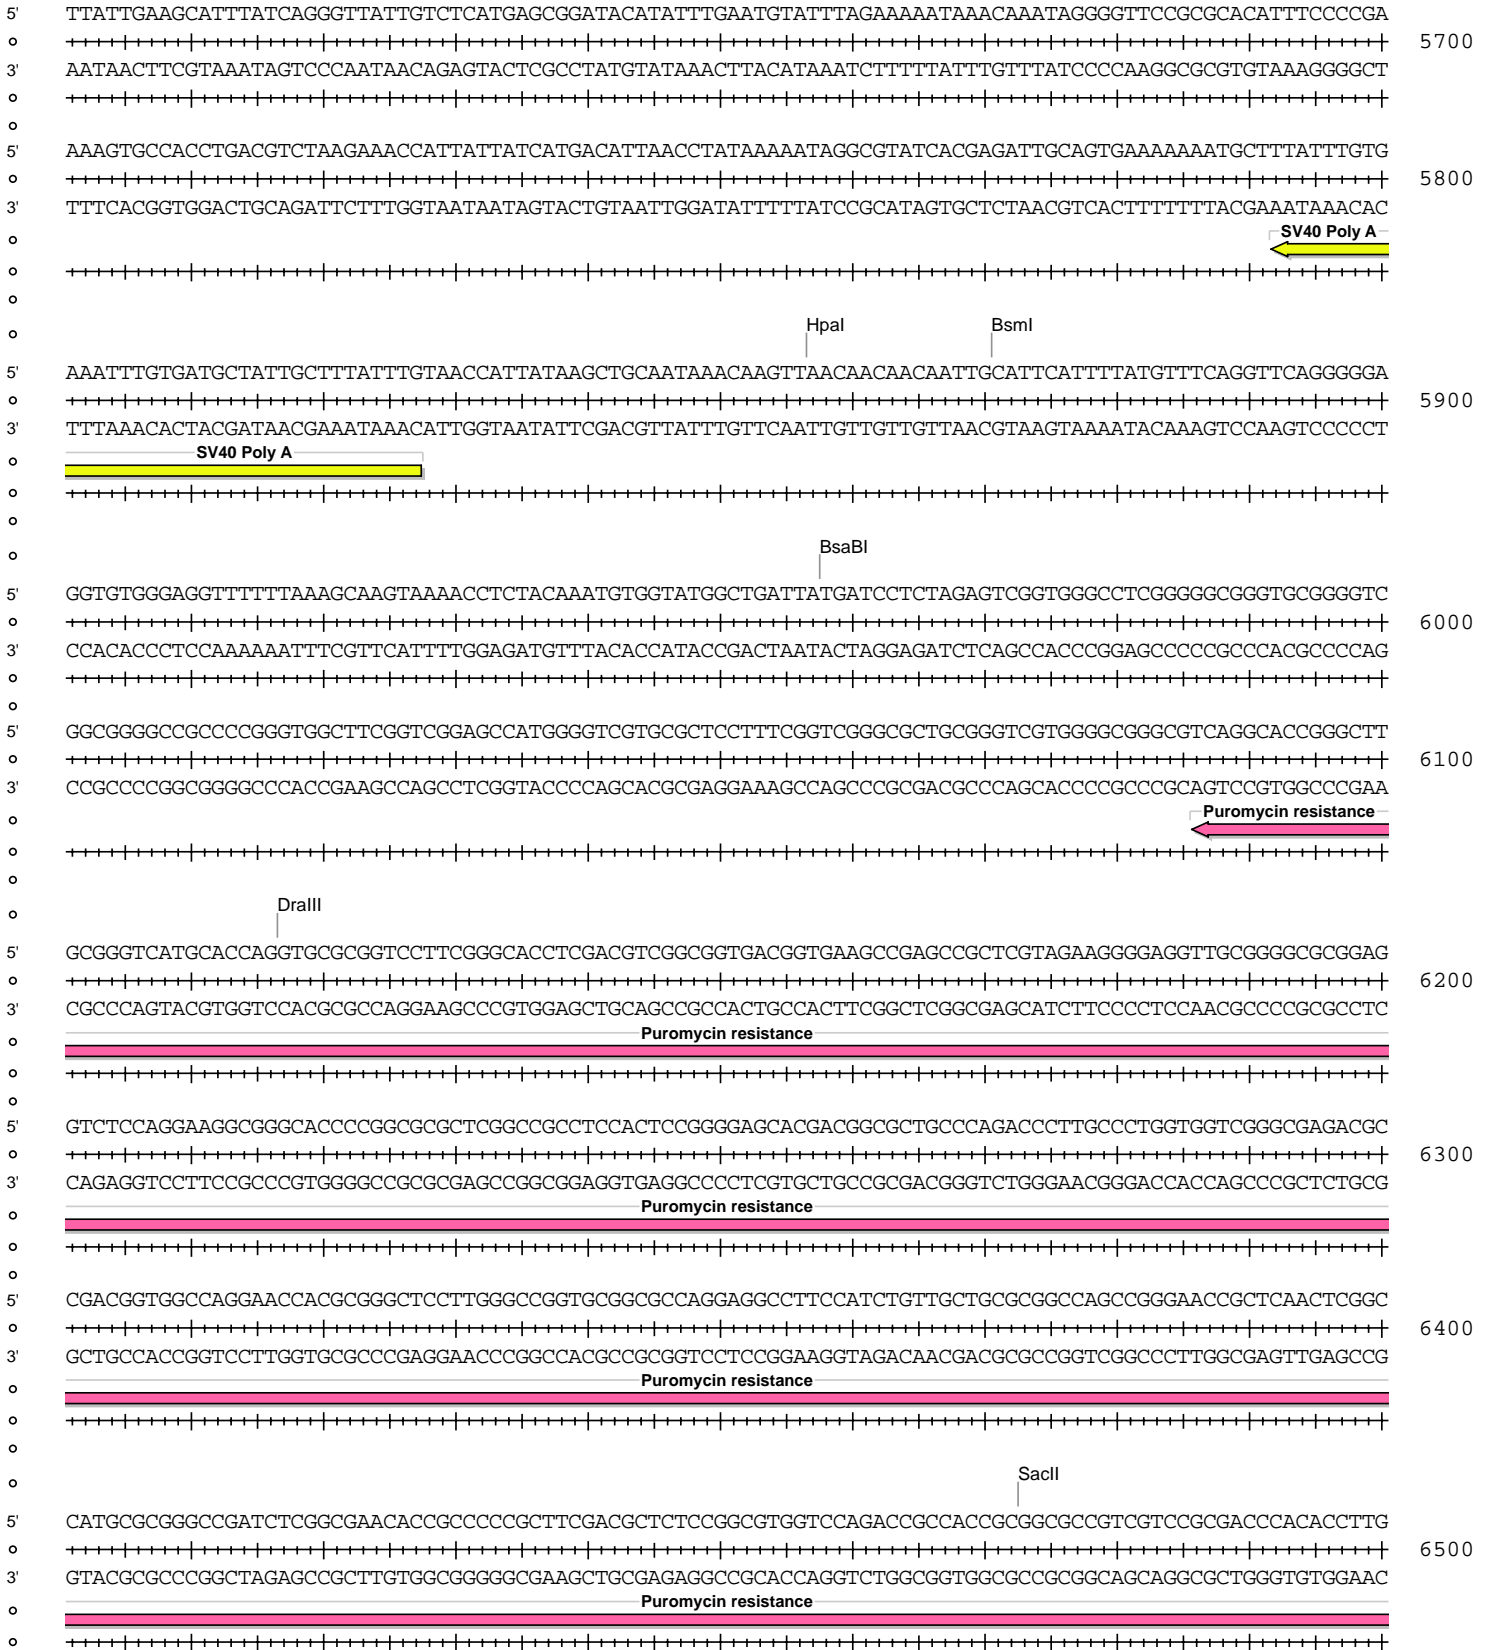 5' TTATTGAAGCATTTATCAGGGTTATTGTCTCATGAGCGGATACATATTTGAATGTATTTAGAAAAATAAACAAATAGGGGTTCCGCGCACATTTCCCCGA
5700
3' AATAACTTCGTAAATAGTCCCAATAACAGAGTACTCGCCTATGTATAAACTTACATAAATCTTTTTATTTGTTTATCCCCAAGGCGCGTGTAAAGGGGCT
5' AAAGTGCCACCTGACGTCTAAGAAACCATTATTATCATGACATTAACCTATAAAAATAGGCGTATCACGAGATTGCAGTGAAAAAAATGCTTTATTTGTG
5800
3' TTTCACGGTGGACTGCAGATTCTTTGGTAATAATAGTACTGTAATTGGATATTTTTATCCGCATAGTGCTCTAACGTCACTTTTTTTACGAAATAAACAC
SV40 Poly A
HpaI BsmI
5' AAATTTGTGATGCTATTGCTTTATTTGTAACCATTATAAGCTGCAATAAACAAGTTAACAACAACAATTGCATTCATTTTATGTTTCAGGTTCAGGGGGA
5900
3' TTTAAACACTACGATAACGAAATAAACATTGGTAATATTCGACGTTATTTGTTCAATTGTTGTTGTTAACGTAAGTAAAATACAAAGTCCAAGTCCCCCT
SV40 Poly A
BsaBI
5' GGTGTGGGAGGTTTTTTAAAGCAAGTAAAACCTCTACAAATGTGGTATGGCTGATTATGATCCTCTAGAGTCGGTGGGCCTCGGGGGCGGGTGCGGGGTC
6000
3' CCACACCCTCCAAAAAATTTCGTTCATTTTGGAGATGTTTACACCATACCGACTAATACTAGGAGATCTCAGCCACCCGGAGCCCCCGCCCACGCCCCAG
5' GGCGGGGCCGCCCCGGGTGGCTTCGGTCGGAGCCATGGGGTCGTGCGCTCCTTTCGGTCGGGCGCTGCGGGTCGTGGGGCGGGCGTCAGGCACCGGGCTT
6100
3' CCGCCCCGGCGGGGCCCACCGAAGCCAGCCTCGGTACCCCAGCACGCGAGGAAAGCCAGCCCGCGACGCCCAGCACCCCGCCCGCAGTCCGTGGCCCGAA
Puromycin resistance
DraIII
5' GCGGGTCATGCACCAGGTGCGCGGTCCTTCGGGCACCTCGACGTCGGCGGTGACGGTGAAGCCGAGCCGCTCGTAGAAGGGGAGGTTGCGGGGCGCGGAG
6200
3' CGCCCAGTACGTGGTCCACGCGCCAGGAAGCCCGTGGAGCTGCAGCCGCCACTGCCACTTCGGCTCGGCGAGCATCTTCCCCTCCAACGCCCCGCGCCTC
Puromycin resistance
5' GTCTCCAGGAAGGCGGGCACCCCGGCGCGCTCGGCCGCCTCCACTCCGGGGAGCACGACGGCGCTGCCCAGACCCTTGCCCTGGTGGTCGGGCGAGACGC
6300
3' CAGAGGTCCTTCCGCCCGTGGGGCCGCGCGAGCCGGCGGAGGTGAGGCCCCTCGTGCTGCCGCGACGGGTCTGGGAACGGGACCACCAGCCCGCTCTGCG
Puromycin resistance
5' CGACGGTGGCCAGGAACCACGCGGGCTCCTTGGGCCGGTGCGGCGCCAGGAGGCCTTCCATCTGTTGCTGCGCGGCCAGCCGGGAACCGCTCAACTCGGC
6400
3' GCTGCCACCGGTCCTTGGTGCGCCCGAGGAACCCGGCCACGCCGCGGTCCTCCGGAAGGTAGACAACGACGCGCCGGTCGGCCCTTGGCGAGTTGAGCCG
Puromycin resistance
SacII
5' CATGCGCGGGCCGATCTCGGCGAACACCGCCCCCGCTTCGACGCTCTCCGGCGTGGTCCAGACCGCCACCGCGGCGCCGTCGTCCGCGACCCACACCTTG
6500
3' GTACGCGCCCGGCTAGAGCCGCTTGTGGCGGGGGCGAAGCTGCGAGAGGCCGCACCAGGTCTGGCGGTGGCGCCGCGGCAGCAGGCGCTGGGTGTGGAAC
Puromycin resistance